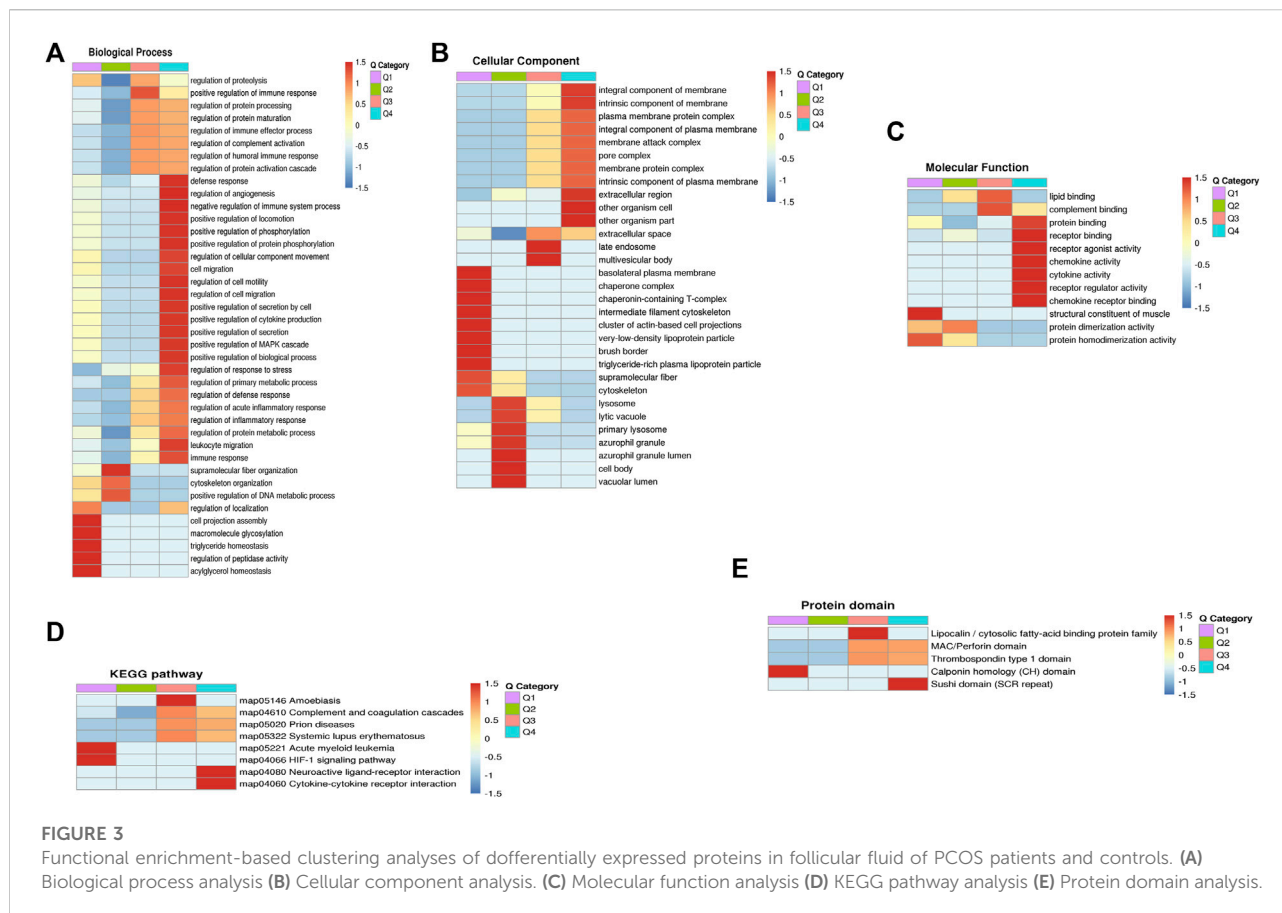 A
Biological Process
regulation of proteolysis
positive regulation of immune response
regulation of protein processing
regulation of protein maturation
regulation of immune effector process
regulation of complement activation
regulation of humoral immune response
regulation of protein activation cascade
defense response
regulation of angiogenesis
negative regulation of immune system process
positive regulation of locomotion
positive regulation of phosphorylation
positive regulation of protein phosphorylation
regulation of cellular component movement
cell migration
regulation of cell motility
regulation of cell migration
positive regulation of secretion by cell
positive regulation of cytokine production
positive regulation of secretion
positive regulation of MAPK cascade
positive regulation of biological process
regulation of response to stress
regulation of primary metabolic process
regulation of defense response
regulation of acute inflammatory response
regulation of inflammatory response
regulation of protein metabolic process
leukocyte migration
immune response
supramolecular fiber organization
cytoskeleton organization
positive regulation of DNA metabolic process
regulation of localization
cell projection assembly
macromolecule glycosylation
triglyceride homeostasis
regulation of peptidase activity
acylglycerol homeostasis
1.5
1
0.5
0
-0.5
-1
-1.5
Q Category
Q1
Q2
Q3
Q4
B
Cellular Component
integral component of membrane
intrinsic component of membrane
plasma membrane protein complex
integral component of plasma membrane
membrane attack complex
pore complex
membrane protein complex
intrinsic component of plasma membrane
extracellular region
other organism cell
other organism part
extracellular space
late endosome
multivesicular body
basolateral plasma membrane
chaperone complex
chaperonin-containing T-complex
intermediate filament cytoskeleton
cluster of actin-based cell projections
very-low-density lipoprotein particle
brush border
triglyceride-rich plasma lipoprotein particle
supramolecular fiber
cytoskeleton
lysosome
lytic vacuole
primary lysosome
azurophil granule
azurophil granule lumen
cell body
vacuolar lumen
1.5
1
0.5
0
-0.5
-1
-1.5
Q Category
Q1
Q2
Q3
Q4
C
Molecular Function
lipid binding
complement binding
protein binding
receptor binding
receptor agonist activity
chemokine activity
cytokine activity
receptor regulator activity
chemokine receptor binding
structural constituent of muscle
protein dimerization activity
protein homodimerization activity
1.5
1
0.5
0
-0.5
-1
-1.5
Q Category
Q1
Q2
Q3
Q4
D
KEGG pathway
map05146 Amoebiasis
map04610 Complement and coagulation cascades
map05020 Prion diseases
map05322 Systemic lupus erythematosus
map05221 Acute myeloid leukemia
map04066 HIF-1 signaling pathway
map04080 Neuroactive ligand-receptor interaction
map04060 Cytokine-cytokine receptor interaction
1.5
1
0.5
0
-0.5
-1
-1.5
Q Category
Q1
Q2
Q3
Q4
E
Protein domain
Lipocalin / cytosolic fatty-acid binding protein family
MAC/Perforin domain
Thrombospondin type 1 domain
Calponin homology (CH) domain
Sushi domain (SCR repeat)
1.5
1
0.5
0
-0.5
-1
-1.5
Q Category
Q1
Q2
Q3
Q4
FIGURE 3
Functional enrichment-based clustering analyses of dofferentially expressed proteins in follicular fluid of PCOS patients and controls. (A)
Biological process analysis (B) Cellular component analysis. (C) Molecular function analysis (D) KEGG pathway analysis (E) Protein domain analysis.